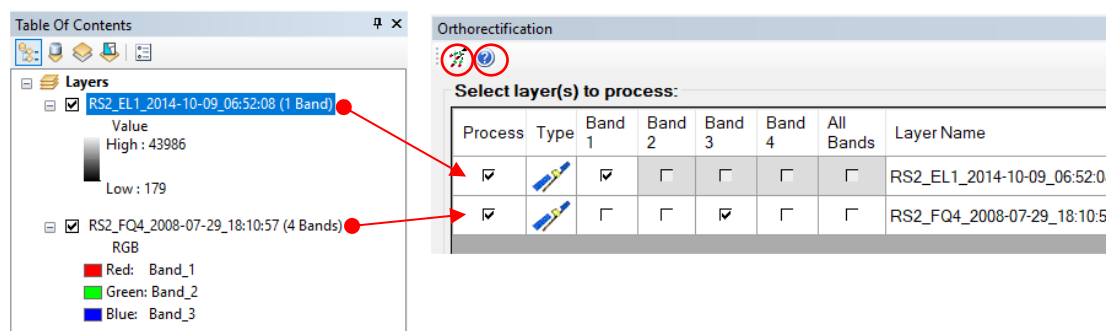 Table Of Contents
Layers
RS2_EL1_2014-10-09_06:52:08 (1 Band)
Value
High : 43986
Low : 179
RS2_FQ4_2008-07-29_18:10:57 (4 Bands)
RGB
Red: Band_1
Green: Band_2
Blue: Band_3
Orthorectification
Select layer(s) to process:
Process Type Band 1 Band 2 Band 3 Band 4 All Bands Layer Name
RS2_EL1_2014-10-09_06:52:0
RS2_FQ4_2008-07-29_18:10:5